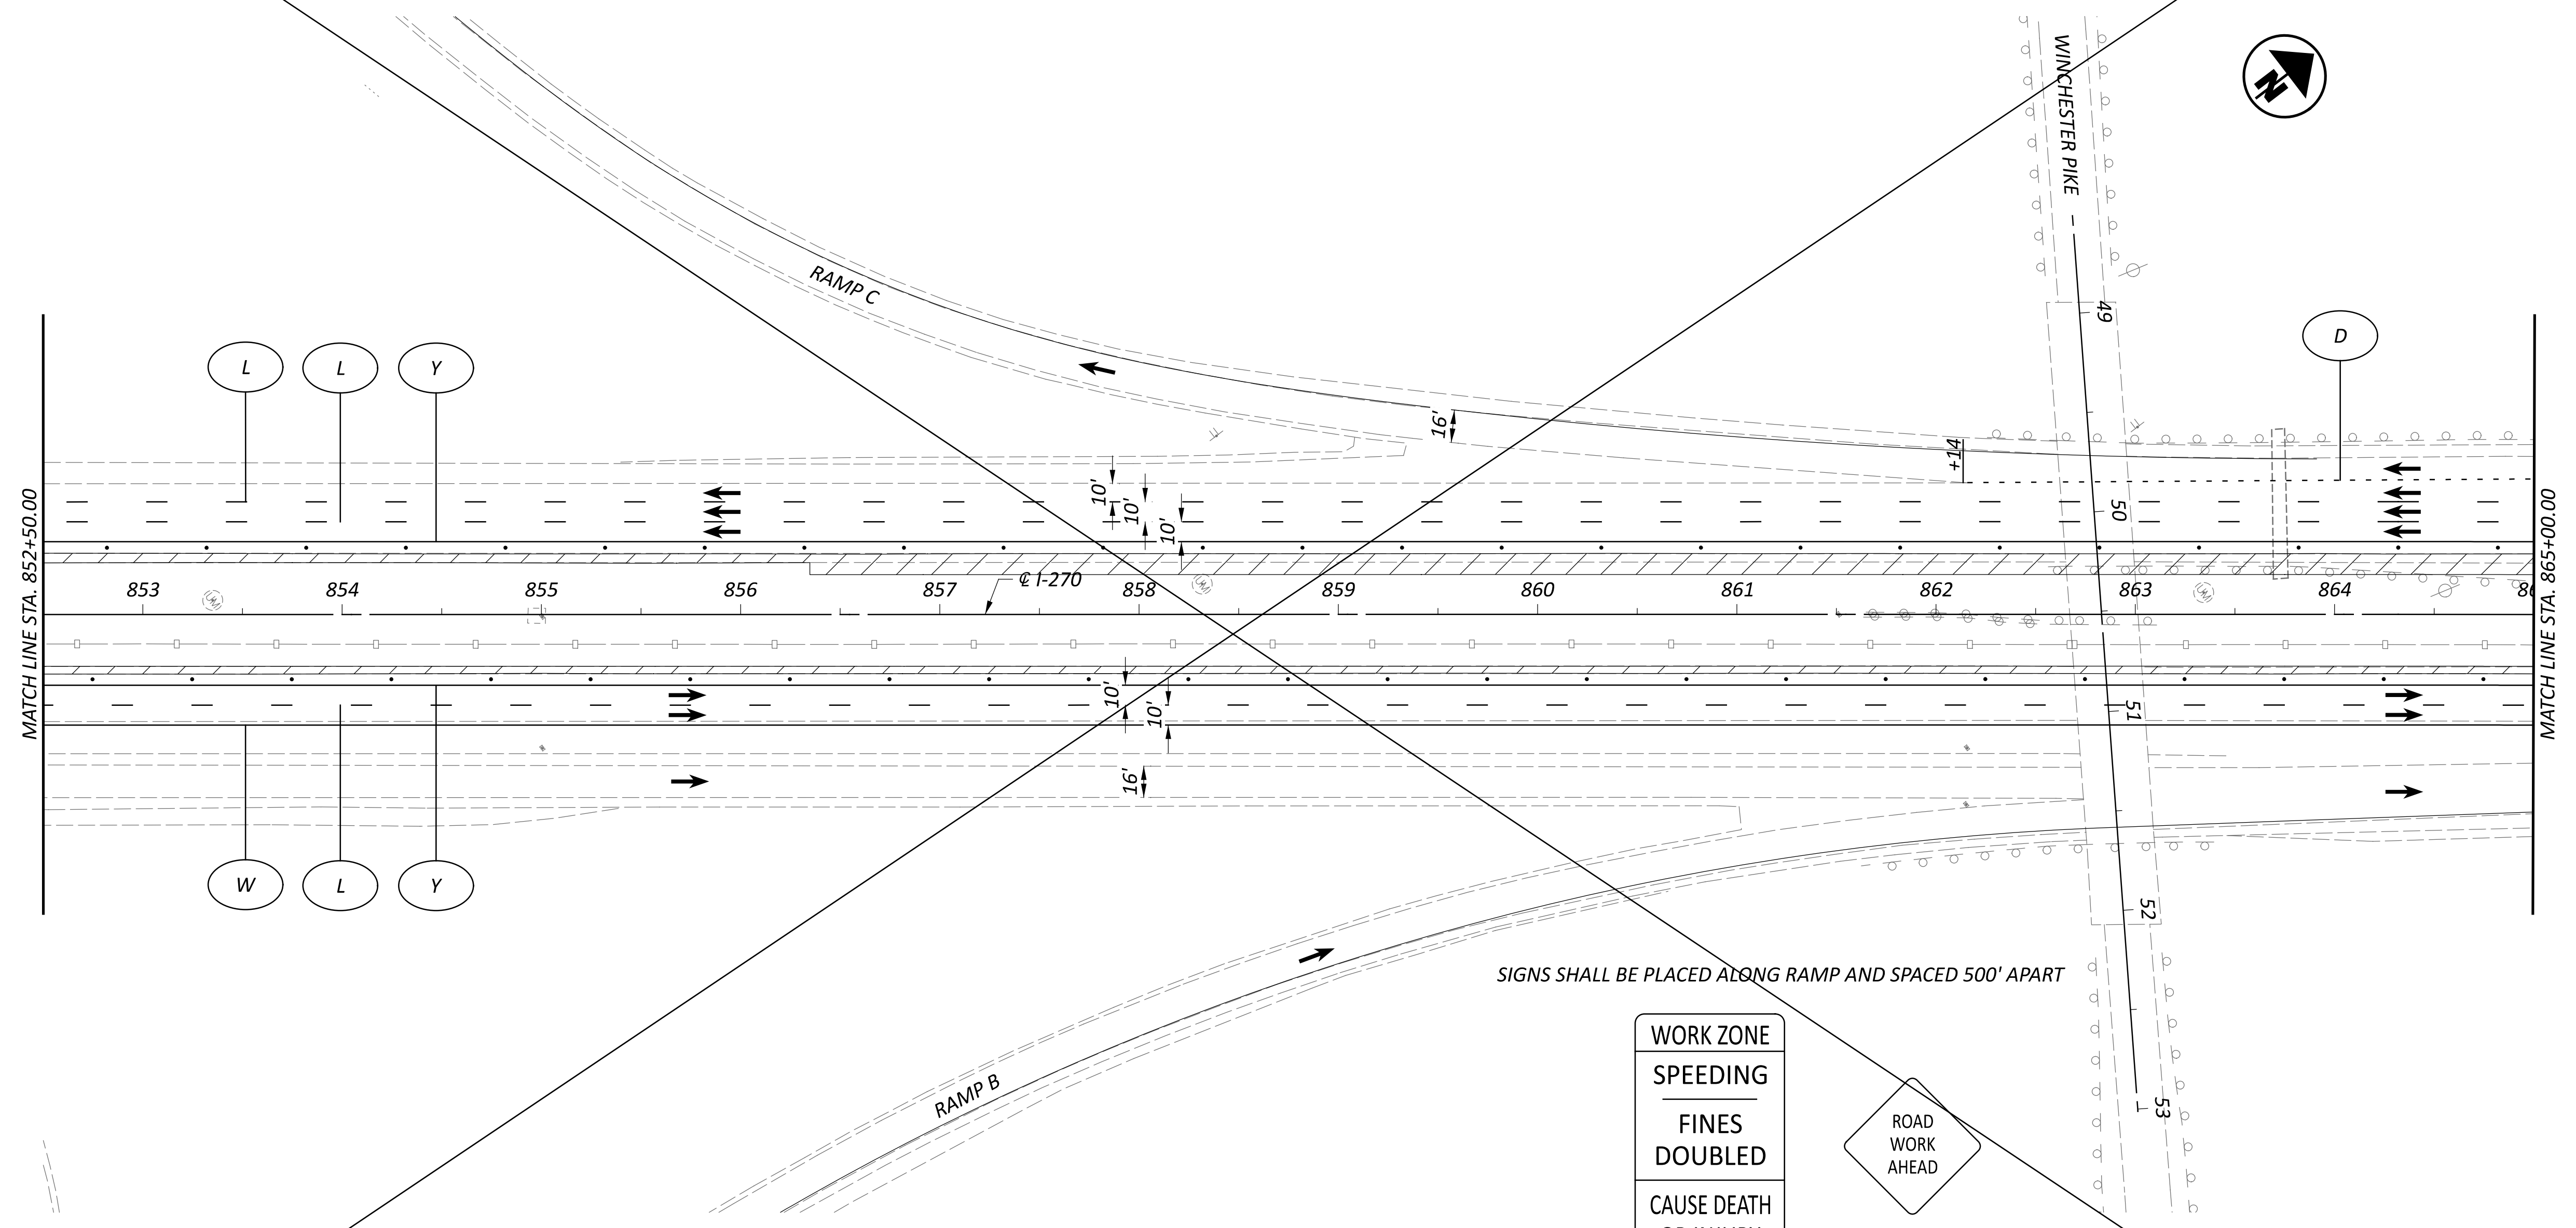 WINCHESTER PIKE
N
RAMP C
49
L
L
Y
D
16'
+14
10'
10'
10'
50
MATCH LINE STA. 852+50.00
MATCH LINE STA. 865+00.00
℄ I-270
853
854
855
856
857
858
859
860
861
862
863
864
86
10'
10'
51
16'
W
L
Y
52
SIGNS SHALL BE PLACED ALONG RAMP AND SPACED 500' APART
RAMP B
53
WORK ZONE
SPEEDING
FINES
DOUBLED
CAUSE DEATH
ROAD
WORK
AHEAD